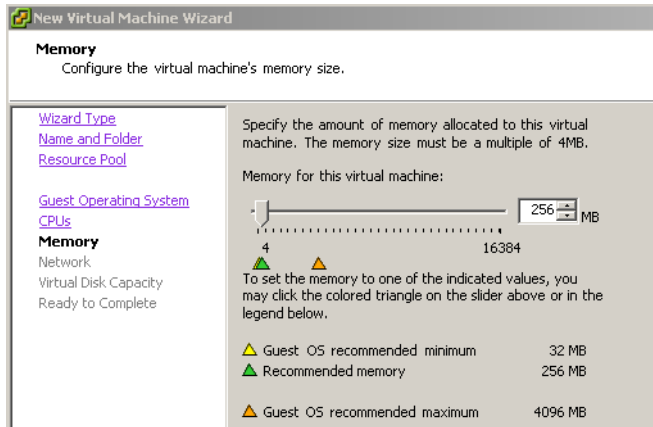 New Virtual Machine Wizard
Memory
Configure the virtual machine's memory size.
Wizard Type
Name and Folder
Resource Pool
Guest Operating System
CPUs
Memory
Network
Virtual Disk Capacity
Ready to Complete
Specify the amount of memory allocated to this virtual
machine. The memory size must be a multiple of 4MB.
Memory for this virtual machine:
256 MB
4 16384
To set the memory to one of the indicated values, you
may click the colored triangle on the slider above or in the
legend below.
Guest OS recommended minimum 32 MB
Recommended memory 256 MB
Guest OS recommended maximum 4096 MB